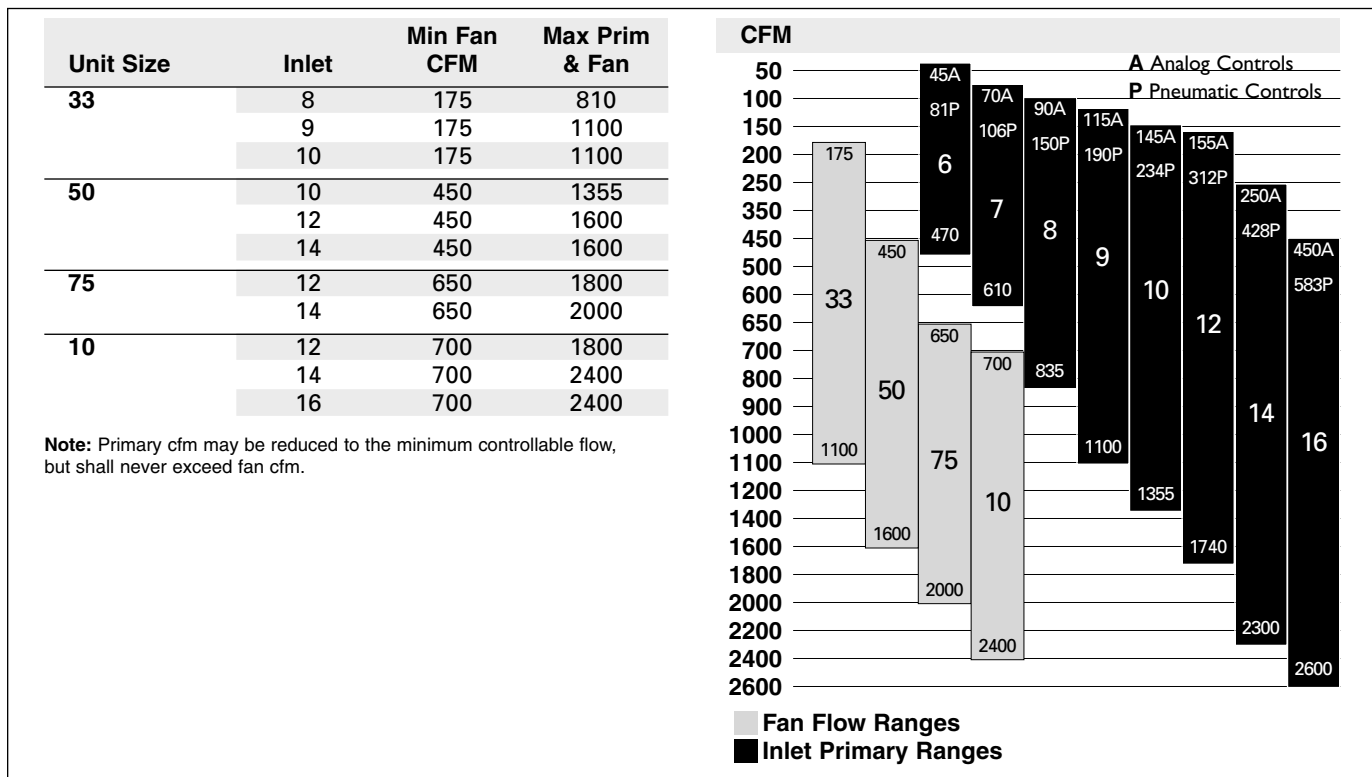 Unit Size Inlet Min Fan CFM Max Prim & Fan
33 8 175 810
9 175 1100
10 175 1100
50 10 450 1355
12 450 1600
14 450 1600
75 12 650 1800
14 650 2000
10 12 700 1800
14 700 2400
16 700 2400
Note: Primary cfm may be reduced to the minimum controllable flow,
but shall never exceed fan cfm.
CFM
A Analog Controls
P Pneumatic Controls
50
100
150
200
250
350
450
500
600
650
700
800
900
1000
1100
1200
1400
1600
1800
2000
2200
2400
2600
175
33
1100
450
50
1600
650
75
2000
700
10
2400
45A
81P
6
470
70A
106P
7
610
90A
150P
8
835
115A
190P
9
1100
145A
234P
10
1355
155A
312P
12
1740
250A
428P
14
2300
450A
583P
16
2600
Fan Flow Ranges
Inlet Primary Ranges